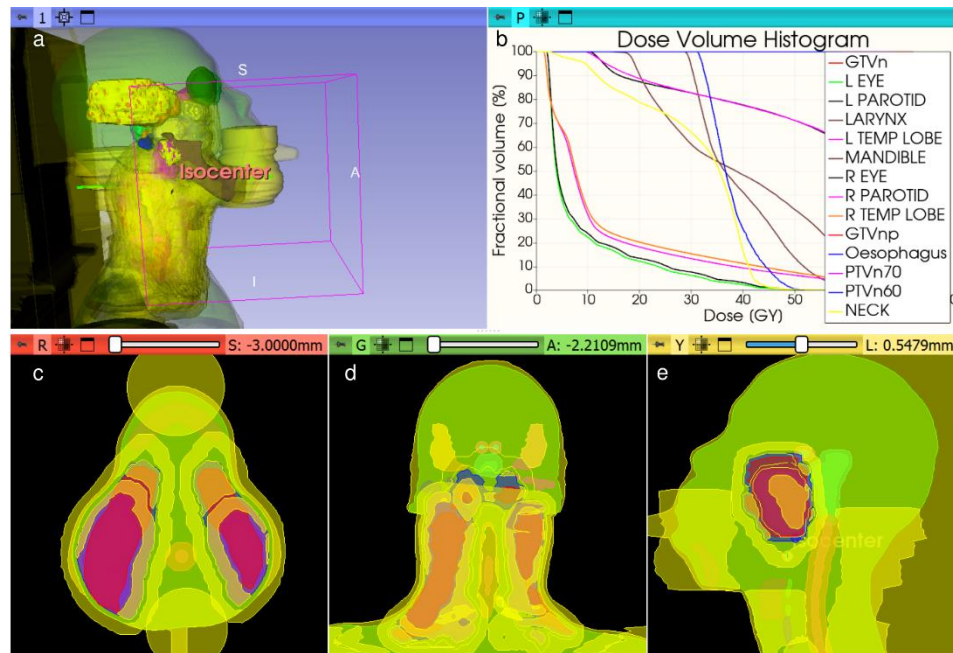 1
P
a
S
A
I
Isocenter
b
Dose Volume Histogram
Fractional volume (%)
100
90
80
70
60
50
40
30
20
10
0
0
10
20
30
40
50
0
Dose (GY)
GTVn
L EYE
L PAROTID
LARYNX
L TEMP LOBE
MANDIBLE
R EYE
R PAROTID
R TEMP LOBE
GTVnp
Oesophagus
PTVn70
PTVn60
NECK
R
S: -3.0000mm
G
A: -2.2109mm
Y
L: 0.5479mm
c
d
e
Isocenter